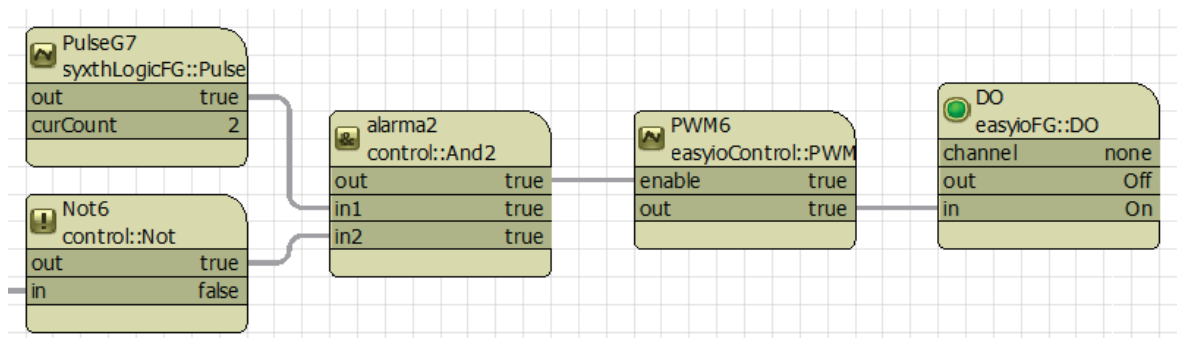 PulseG7
syxthLogicFG::Pulse
out true
curCount 2
Not6
control::Not
out true
in false
& alarma2
control::And2
out true
in1 true
in2 true
PWM6
easyioControl::PWM
enable true
out true
DO
easyioFG::DO
channel none
out Off
in On